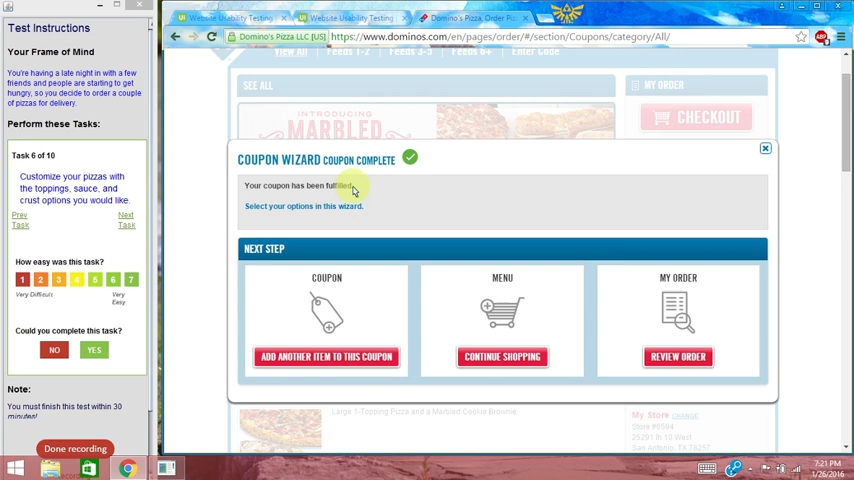 Test Instructions
Your Frame of Mind
You're having a late night in with a few
friends and people are starting to get
hungry, so you decide to order a couple
of pizzas for delivery.
Perform these Tasks:
Task 6 of 10
Customize your pizzas with
the toppings, sauce, and
crust options you would like.
Prev Next
Task Task
How easy was this task?
1 2 3 4 5 6 7
Very Difficult Very
Easy
Could you complete this task?
NO YES
Note:
You must finish this test within 30
minutes!
Done recording
Website Usability Testing
Website Usability Testing
Domino's Pizza, Order Piz
Domino's Pizza LLC [US] https://www.dominos.com/en/pages/order/#/section/Coupons/category/All/
View All Feeds 1-2 Feeds 3-5 Feeds 6+ Enter Code
SEE ALL
MY ORDER
INTRODUCING
MARBLED
CHECKOUT
COUPON WIZARD COUPON COMPLETE
Your coupon has been fulfilled.
Select your options in this wizard.
NEXT STEP
COUPON MENU MY ORDER
ADD ANOTHER ITEM TO THIS COUPON CONTINUE SHOPPING REVIEW ORDER
Large 1-Topping Pizza and a Marbled Cookie Brownie
My Store CHANGE
Store #6594
25291 Ih 10 West
San Antonio, TX 78257
7:21 PM
1/26/2016